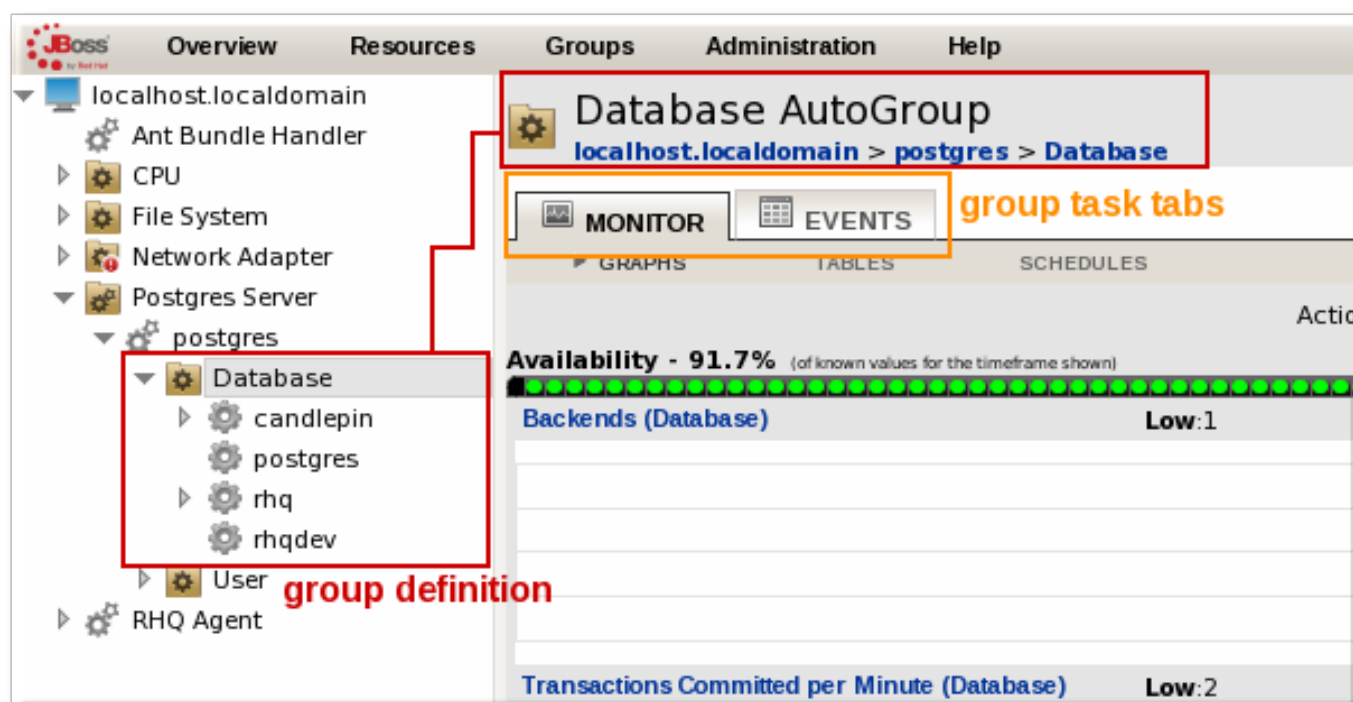 JBoss by Red Hat
Overview Resources Groups Administration Help
localhost.localdomain
Ant Bundle Handler
CPU
File System
Network Adapter
Postgres Server
postgres
Database
candlepin
postgres
rhq
rhqdev
User
group definition
RHQ Agent
Database AutoGroup
localhost.localdomain > postgres > Database
MONITOR EVENTS group task tabs
GRAPHS TABLES SCHEDULES
Actio
Availability - 91.7% (of known values for the timeframe shown)
Backends (Database) Low:1
Transactions Committed per Minute (Database) Low:2